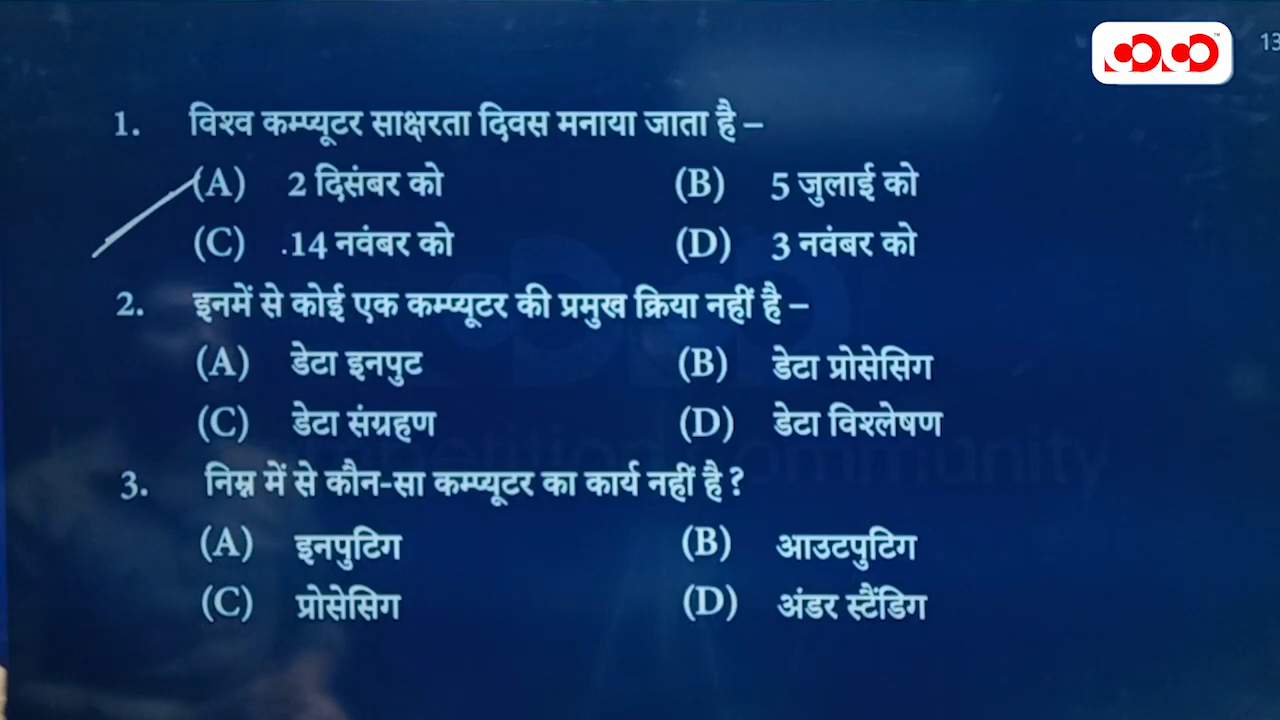 13
1. विश्व कम्प्यूटर साक्षरता दिवस मनाया जाता है –
(A) 2 दिसंबर को (B) 5 जुलाई को
(C) .14 नवंबर को (D) 3 नवंबर को
2. इनमें से कोई एक कम्प्यूटर की प्रमुख क्रिया नहीं है –
(A) डेटा इनपुट (B) डेटा प्रोसेसिग
(C) डेटा संग्रहण (D) डेटा विश्लेषण
3. निम्न में से कौन-सा कम्प्यूटर का कार्य नहीं है ?
(A) इनपुटिग (B) आउटपुटिग
(C) प्रोसेसिग (D) अंडर स्टैंडिग